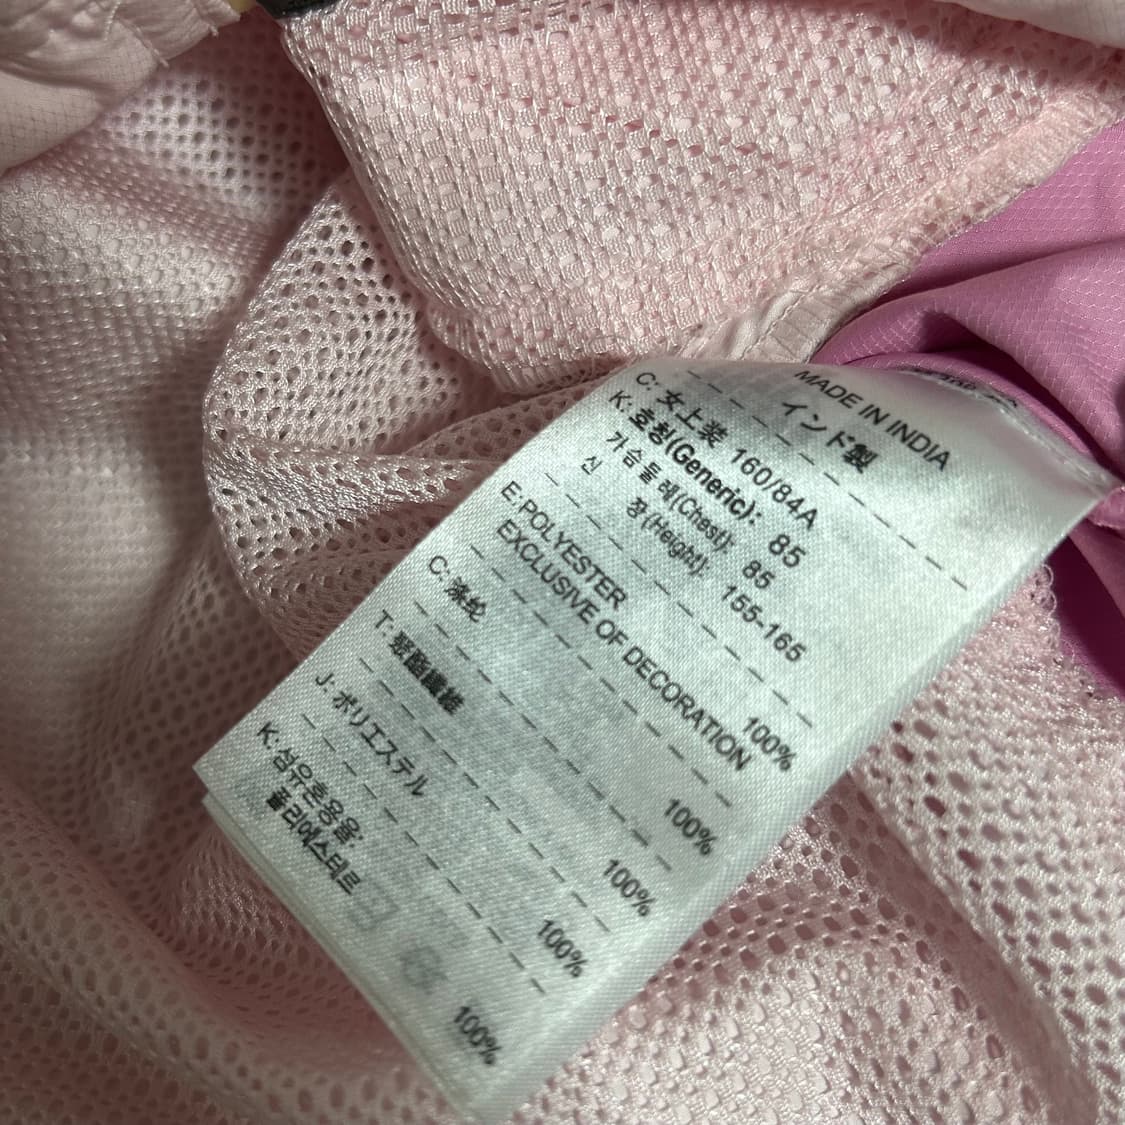 MADE IN INDIA
インド製
C: 女上装 160/84A
K: 호칭(Generic): 85
가슴둘레(Chest): 85
신 장(Height): 155-165
E: POLYESTER 100%
EXCLUSIVE OF DECORATION
C: 涤纶 100%
T: 聚酯纖維 100%
J: ポリエステル 100%
K: 섬유혼용율:
폴리에스테르 100%